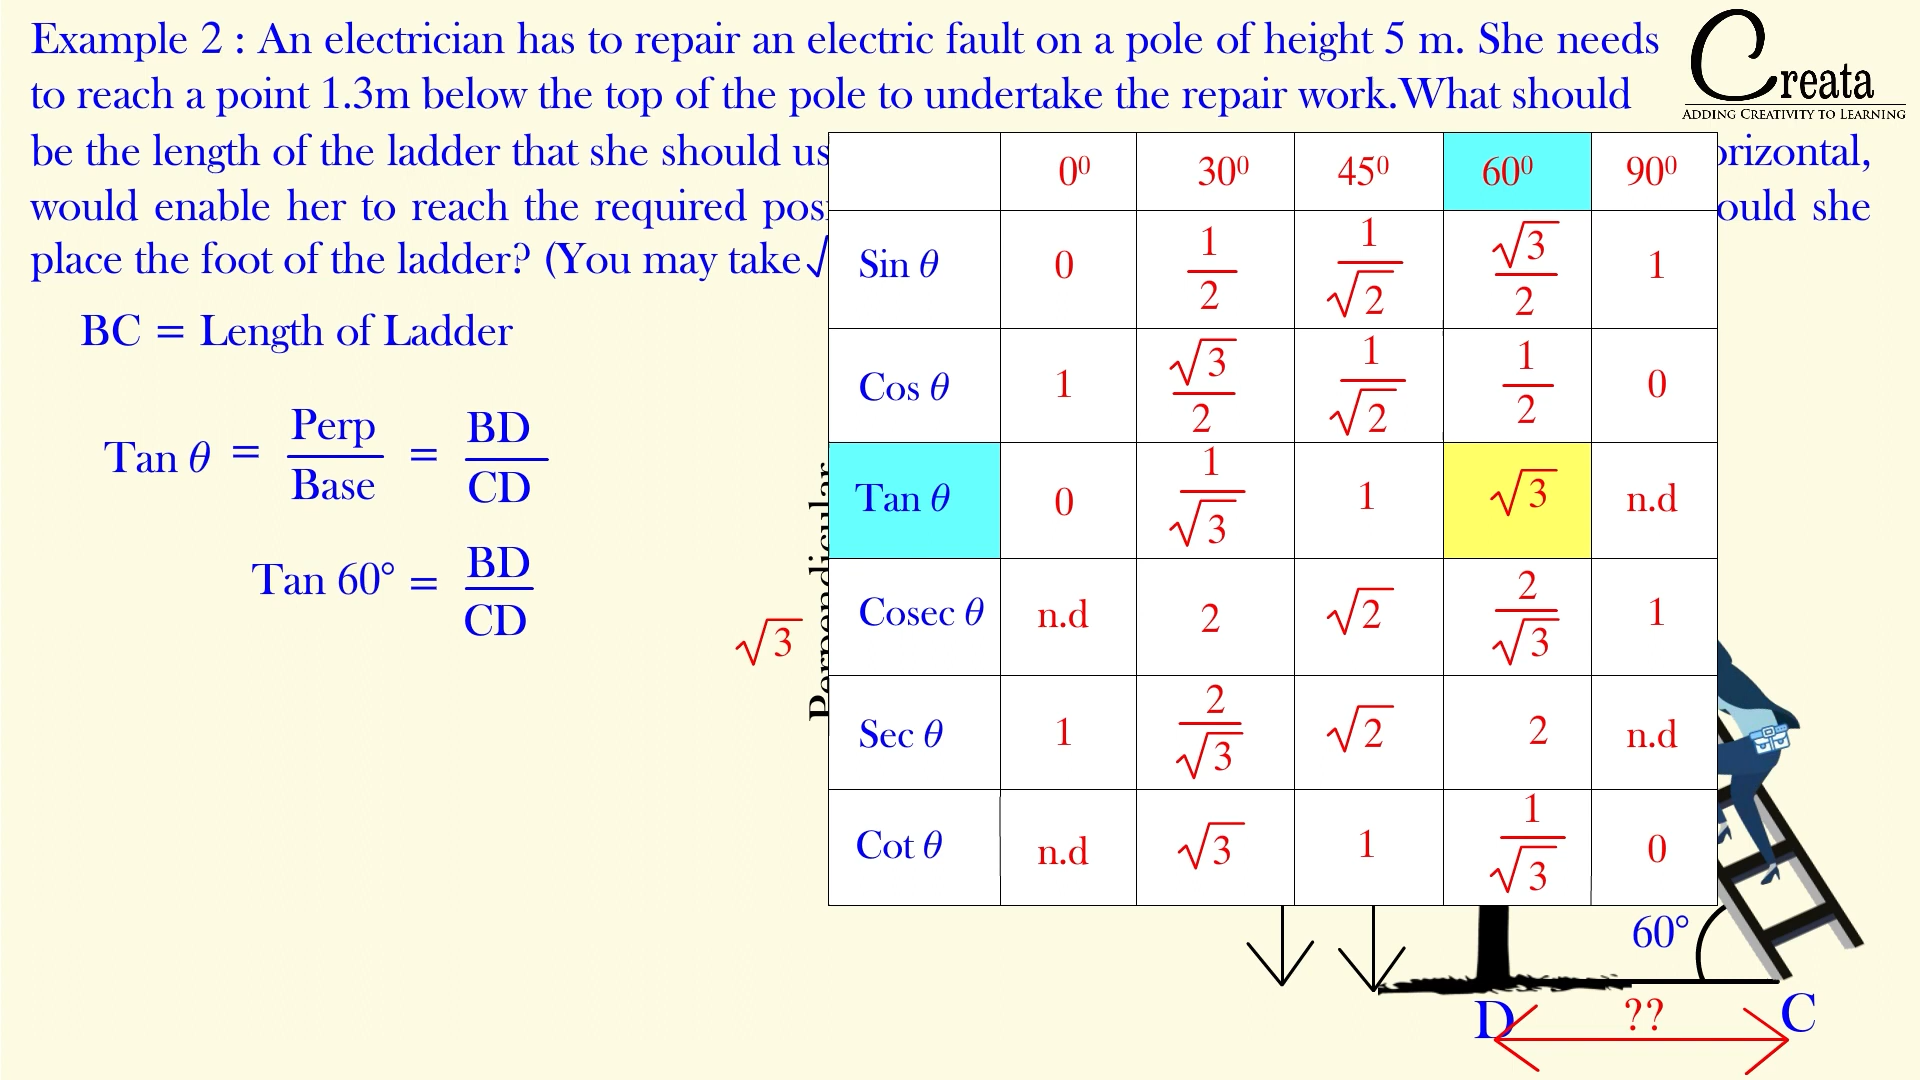 Example 2 : An electrician has to repair an electric fault on a pole of height 5 m. She needs
to reach a point 1.3m below the top of the pole to undertake the repair work.What should
be the length of the ladder that she should
would enable her to reach the required
ould she
place the foot of the ladder? (You may take √
Creata
ADDING CREATIVITY TO LEARNING
BC = Length of Ladder
Tan θ = Perp/Base = BD/CD
Tan 60° = BD/CD
√3
Perpendicular
0⁰ 30⁰ 45⁰ 60⁰ 90⁰
Sin θ 0 1/2 1/√2 √3/2 1
Cos θ 1 √3/2 1/√2 1/2 0
Tan θ 0 1/√3 1 √3 n.d
Cosec θ n.d 2 √2 2/√3 1
Sec θ 1 2/√3 √2 2 n.d
Cot θ n.d √3 1 1/√3 0
60°
D ?? C